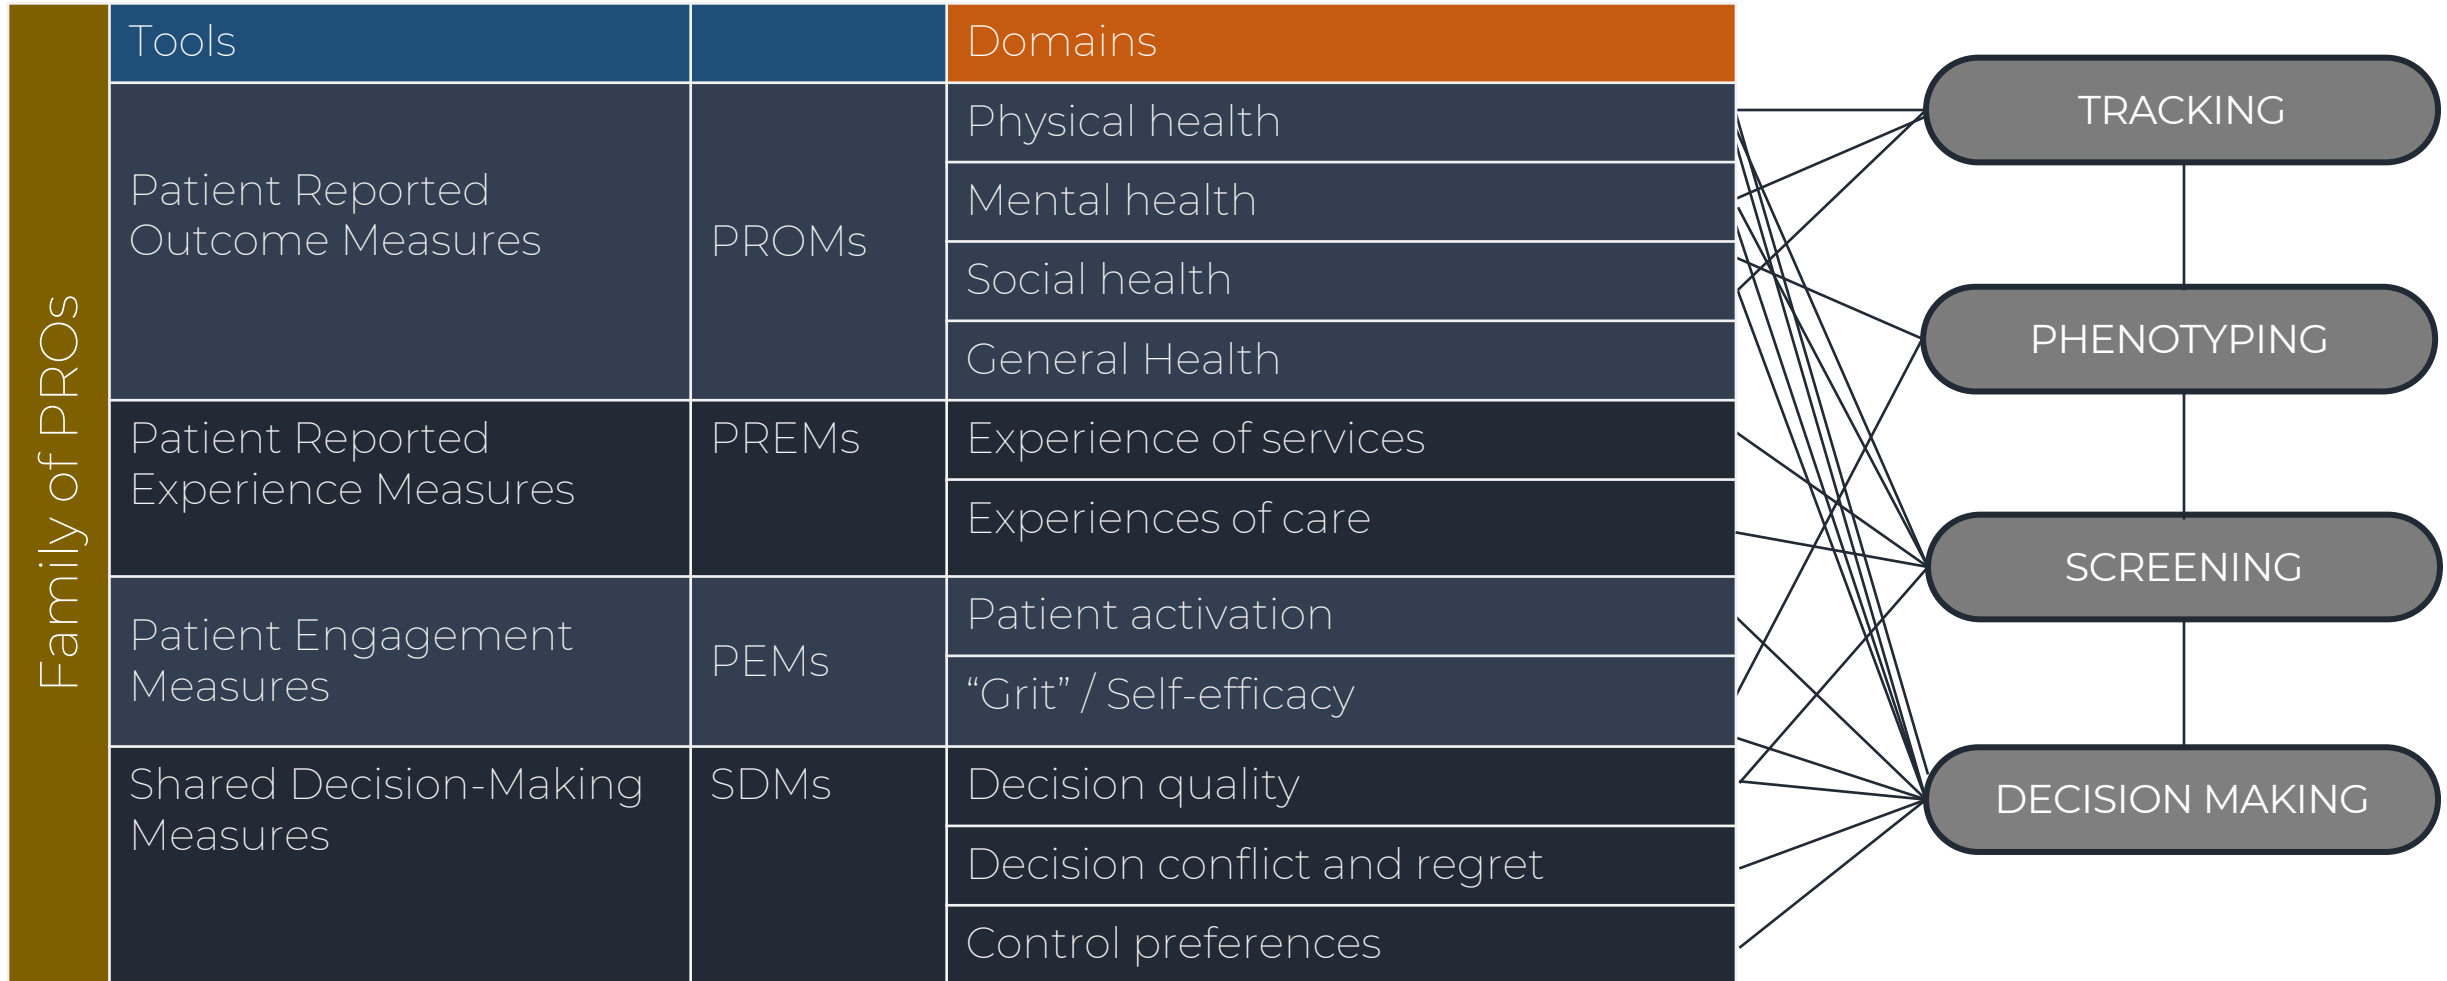 Family of PROs
Tools
Domains
Patient Reported
Outcome Measures
PROMs
Physical health
Mental health
Social health
General Health
Patient Reported
Experience Measures
PREMs
Experience of services
Experiences of care
Patient Engagement
Measures
PEMs
Patient activation
“Grit” / Self-efficacy
Shared Decision-Making
Measures
SDMs
Decision quality
Decision conflict and regret
Control preferences
TRACKING
PHENOTYPING
SCREENING
DECISION MAKING